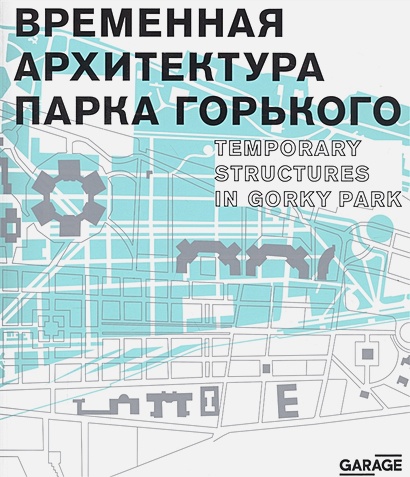 ВРЕМЕННАЯ
АРХИТЕКТУРА
ПАРКА ГОРЬКОГО
TEMPORARY
STRUCTURES
IN GORKY PARK
GARAGE